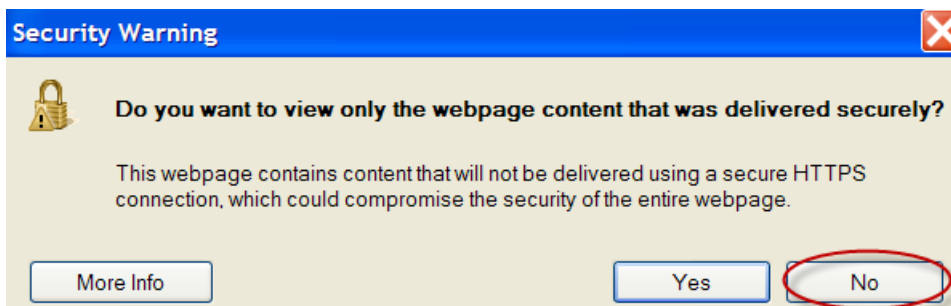 Security Warning
Do you want to view only the webpage content that was delivered securely?
This webpage contains content that will not be delivered using a secure HTTPS
connection, which could compromise the security of the entire webpage.
More Info Yes No